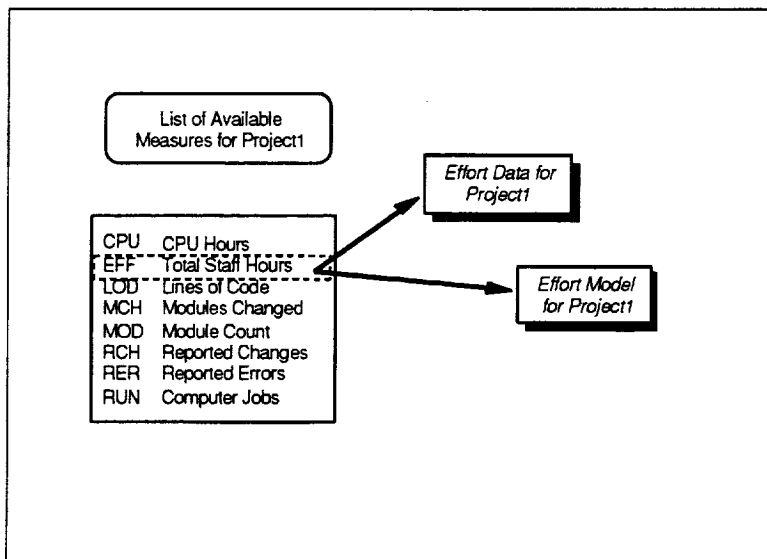 List of Available
Measures for Project1
Effort Data for
Project1
CPU CPU Hours
EFF Total Staff Hours
LOD Lines of Code
MCH Modules Changed
MOD Module Count
RCH Reported Changes
RER Reported Errors
RUN Computer Jobs
Effort Model
for Project1